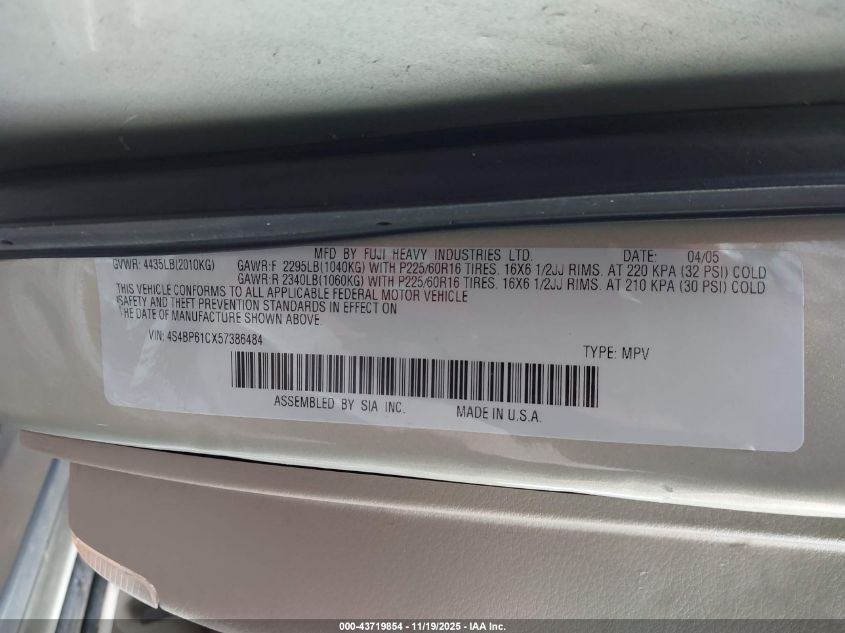 MFD BY FUJI HEAVY INDUSTRIES LTD. DATE: 04/05
GVWR: 4435LB(2010KG) GAWR:F 2295LB(1040KG) WITH P225/60R16 TIRES. 16X6 1/2JJ RIMS. AT 220 KPA (32 PSI) COLD
GAWR:R 2340LB(1060KG) WITH P225/60R16 TIRES. 16X6 1/2JJ RIMS. AT 210 KPA (30 PSI) COLD
THIS VEHICLE CONFORMS TO ALL APPLICABLE FEDERAL MOTOR VEHICLE
SAFETY AND THEFT PREVENTION STANDARDS IN EFFECT ON
THE DATE OF MANUFACTURE SHOWN ABOVE
VIN: 4S4BP61CX57386484 TYPE: MPV
ASSEMBLED BY SIA INC. MADE IN U.S.A.
000-43719854 - 11/19/2025 - IAA Inc.